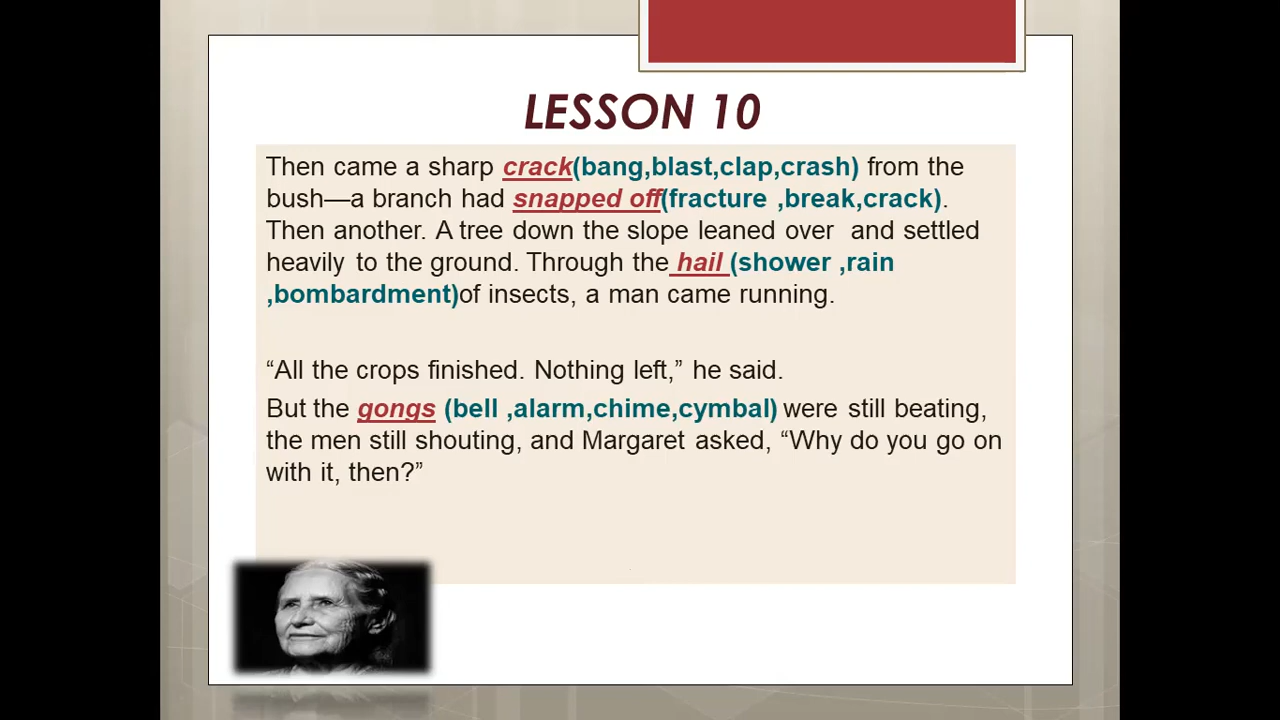 LESSON 10
Then came a sharp crack(bang,blast,clap,crash) from the
bush—a branch had snapped off(fracture ,break,crack).
Then another. A tree down the slope leaned over and settled
heavily to the ground. Through the hail (shower ,rain
,bombardment)of insects, a man came running.
“All the crops finished. Nothing left,” he said.
But the gongs (bell ,alarm,chime,cymbal) were still beating,
the men still shouting, and Margaret asked, “Why do you go on
with it, then?”